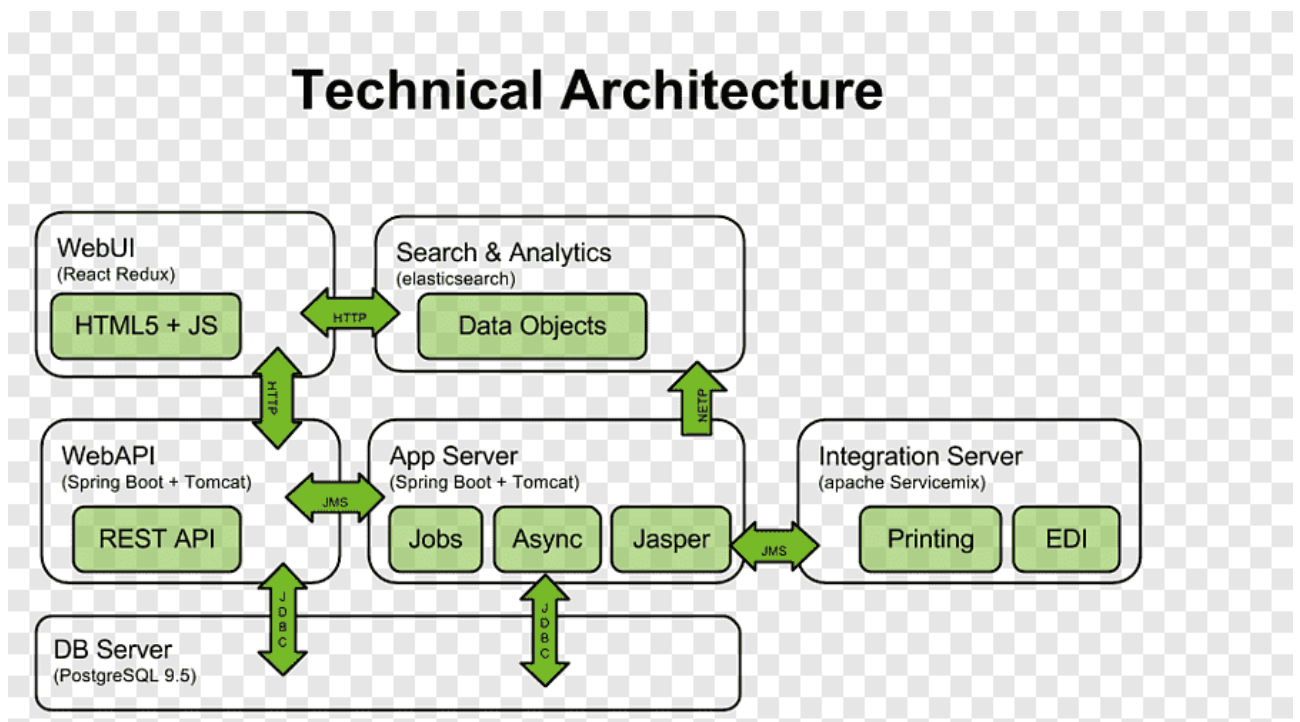 Technical Architecture
WebUI
(React Redux)
HTML5 + JS
HTTP
Search & Analytics
(elasticsearch)
Data Objects
HTTP
NETP
WebAPI
(Spring Boot + Tomcat)
REST API
JMS
App Server
(Spring Boot + Tomcat)
Jobs
Async
Jasper
JMS
Integration Server
(apache Servicemix)
Printing
EDI
JDBC
JDBC
DB Server
(PostgreSQL 9.5)